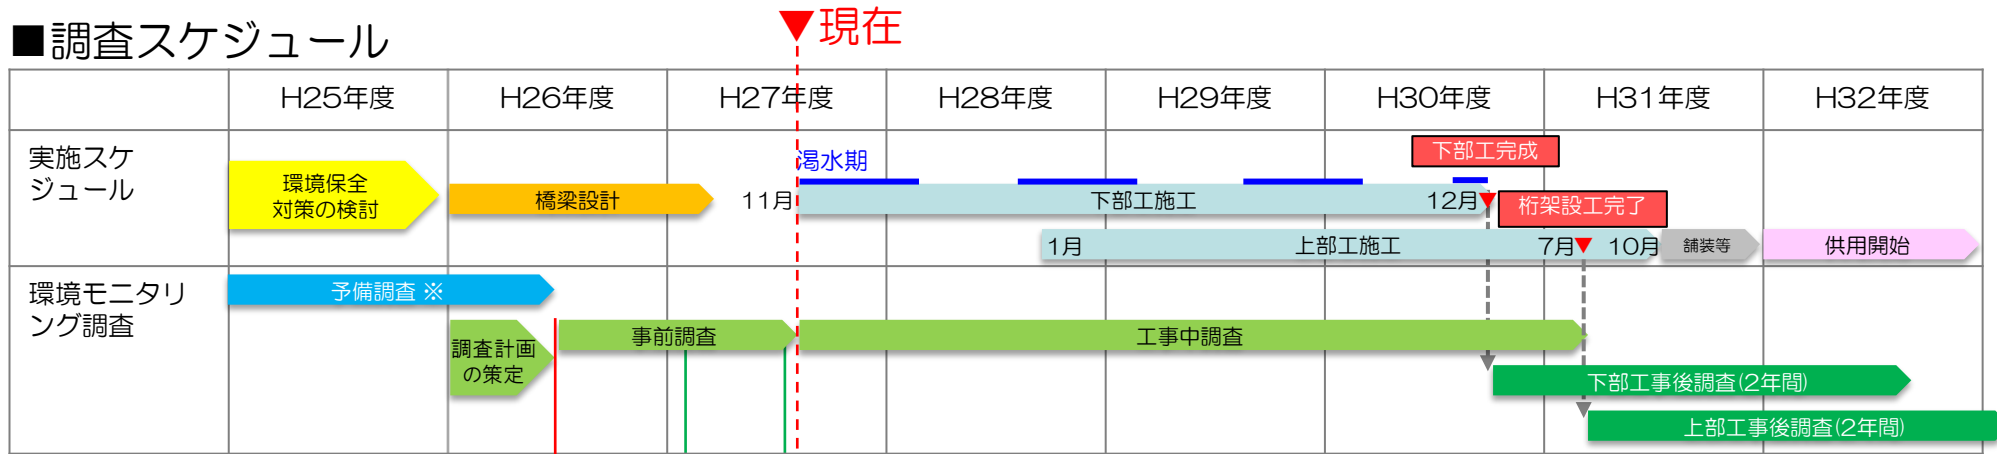 ■調査スケジュール
▼現在
H25年度 H26年度 H27年度 H28年度 H29年度 H30年度 H31年度 H32年度
実施スケ
ジュール
環境保全
対策の検討
橋梁設計
渇水期
11月
下部工施工
12月
下部工完成
桁架設工完了
1月
上部工施工
7月
10月
舗装等
供用開始
環境モニタリ
ング調査
予備調査 ※
調査計画
の策定
事前調査
工事中調査
下部工事後調査(2年間)
上部工事後調査(2年間)